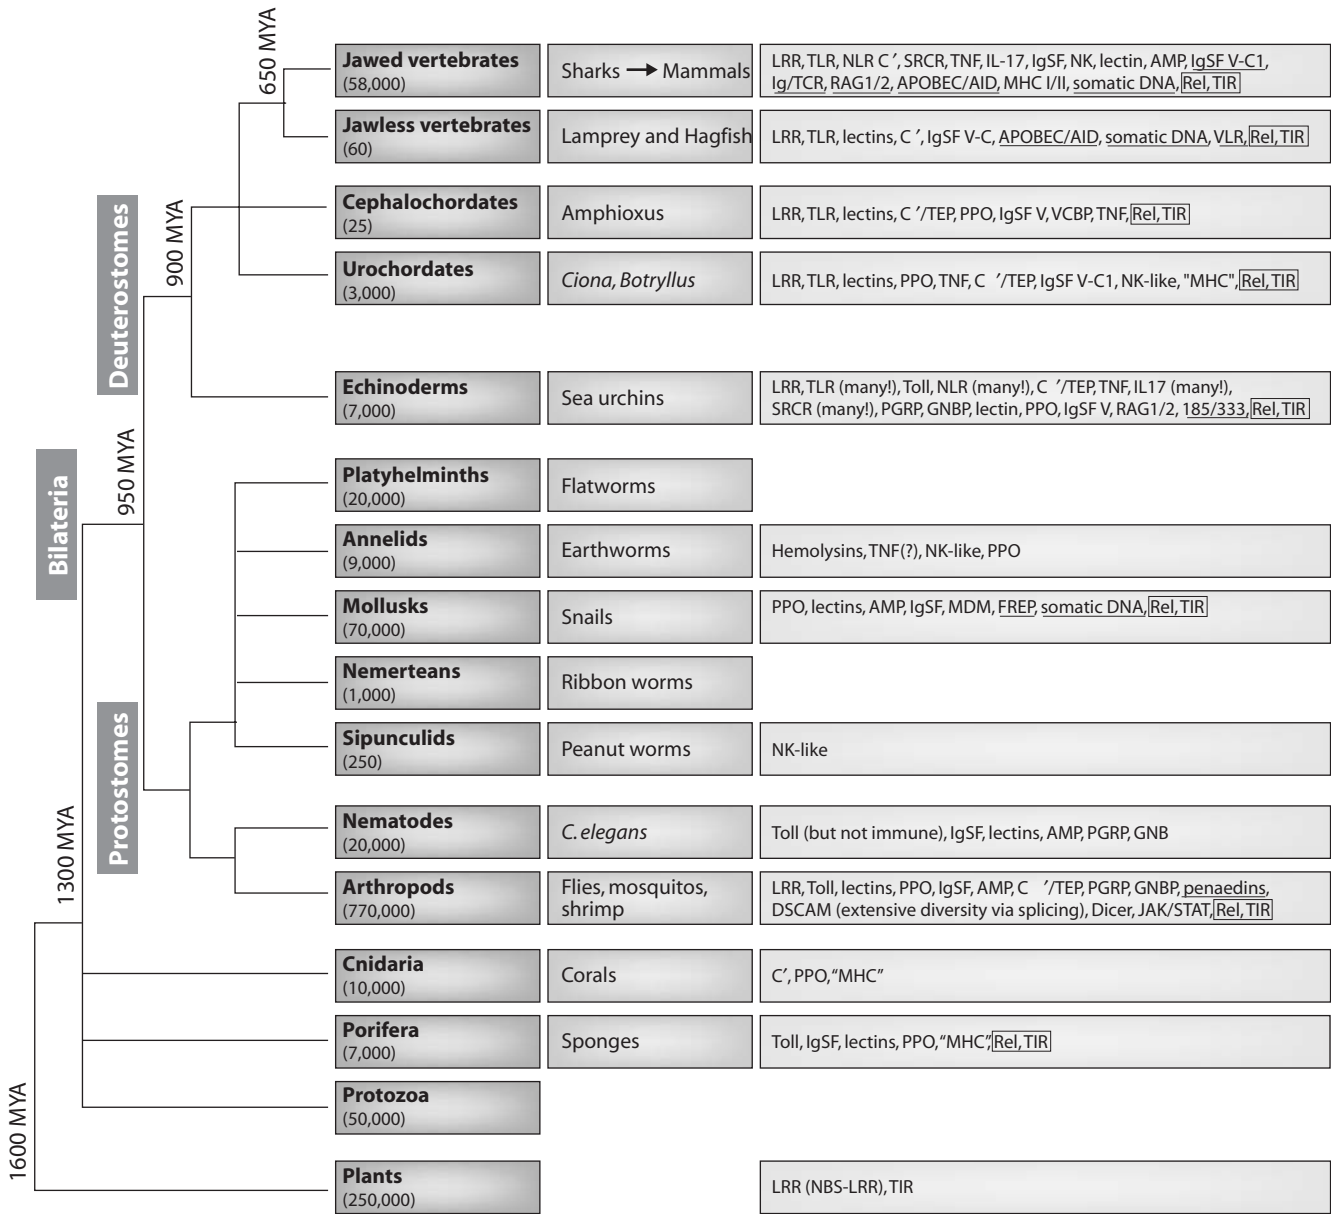 650 MYA
Jawed vertebrates
(58,000)
Sharks → Mammals
LRR, TLR, NLR C ′, SRCR, TNF, IL-17, IgSF, NK, lectin, AMP, IgSF V-C1,
Ig/TCR, RAG1/2, APOBEC/AID, MHC I/II, somatic DNA, Rel, TIR
Jawless vertebrates
(60)
Lamprey and Hagfish
LRR, TLR, lectins, C ′, IgSF V-C, APOBEC/AID, somatic DNA, VLR, Rel, TIR
Deuterostomes
900 MYA
Cephalochordates
(25)
Amphioxus
LRR, TLR, lectins, C ′/TEP, PPO, IgSF V, VCBP, TNF, Rel, TIR
Urochordates
(3,000)
Ciona, Botryllus
LRR, TLR, lectins, PPO, TNF, C ′/TEP, IgSF V-C1, NK-like, "MHC", Rel, TIR
Echinoderms
(7,000)
Sea urchins
LRR, TLR (many!), Toll, NLR (many!), C ′/TEP, TNF, IL17 (many!),
SRCR (many!), PGRP, GNBP, lectin, PPO, IgSF V, RAG1/2, 185/333, Rel, TIR
Bilateria
950 MYA
Platyhelminths
(20,000)
Flatworms
Annelids
(9,000)
Earthworms
Hemolysins, TNF(?), NK-like, PPO
Mollusks
(70,000)
Snails
PPO, lectins, AMP, IgSF, MDM, FREP, somatic DNA, Rel, TIR
Nemerteans
(1,000)
Ribbon worms
Protostomes
Sipunculids
(250)
Peanut worms
NK-like
1300 MYA
Nematodes
(20,000)
C. elegans
Toll (but not immune), IgSF, lectins, AMP, PGRP, GNB
Arthropods
(770,000)
Flies, mosquitos,
shrimp
LRR, Toll, lectins, PPO, IgSF, AMP, C ′/TEP, PGRP, GNBP, penaedins,
DSCAM (extensive diversity via splicing), Dicer, JAK/STAT, Rel, TIR
Cnidaria
(10,000)
Corals
C′, PPO, “MHC”
Porifera
(7,000)
Sponges
Toll, IgSF, lectins, PPO, “MHC”, Rel, TIR
1600 MYA
Protozoa
(50,000)
Plants
(250,000)
LRR (NBS-LRR), TIR